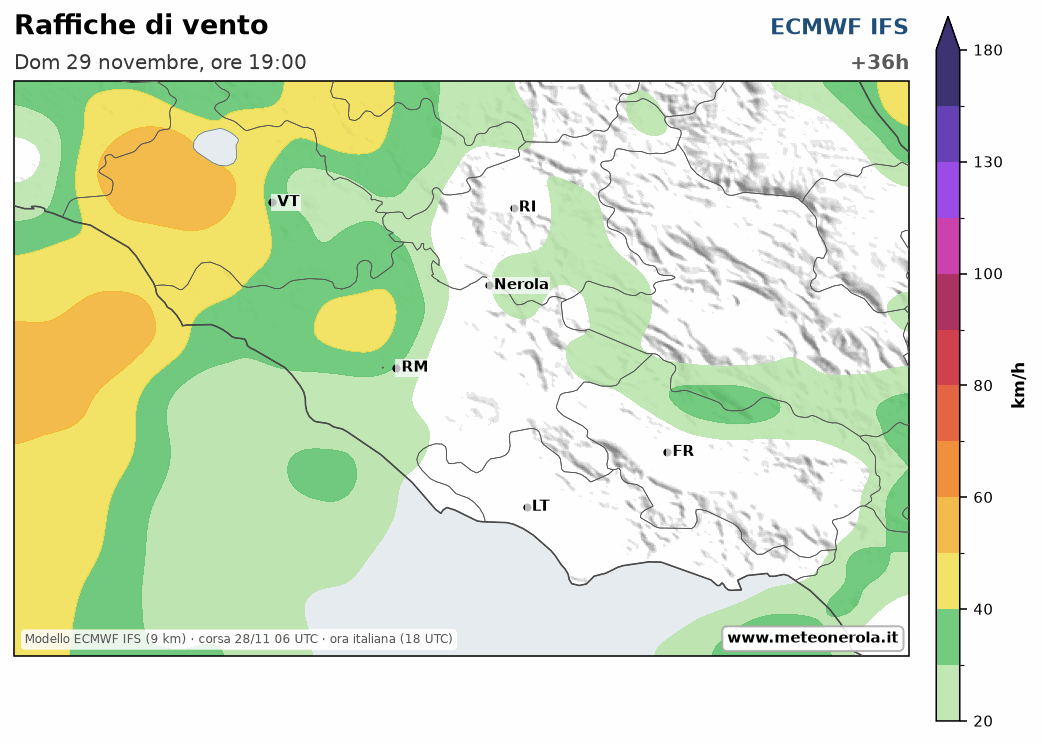 Raffiche di vento
ECMWF IFS
Dom 29 novembre, ore 19:00
+36h
180
130
100
80
60
40
20
km/h
VT
RI
Nerola
RM
FR
LT
Modello ECMWF IFS (9 km) · corsa 28/11 06 UTC · ora italiana (18 UTC)
www.meteonerola.it